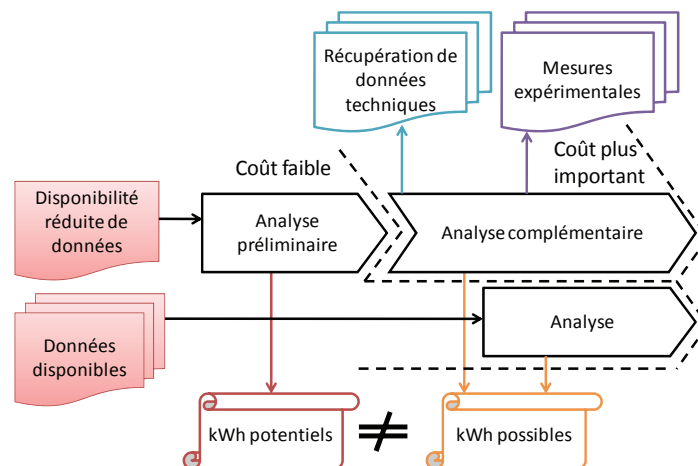 Récupération de
données
techniques
Mesures
expérimentales
Coût faible
Coût plus
important
Disponibilité
réduite de
données
Analyse
préliminaire
Analyse complémentaire
Analyse
Données
disponibles
kWh potentiels
≠
kWh possibles